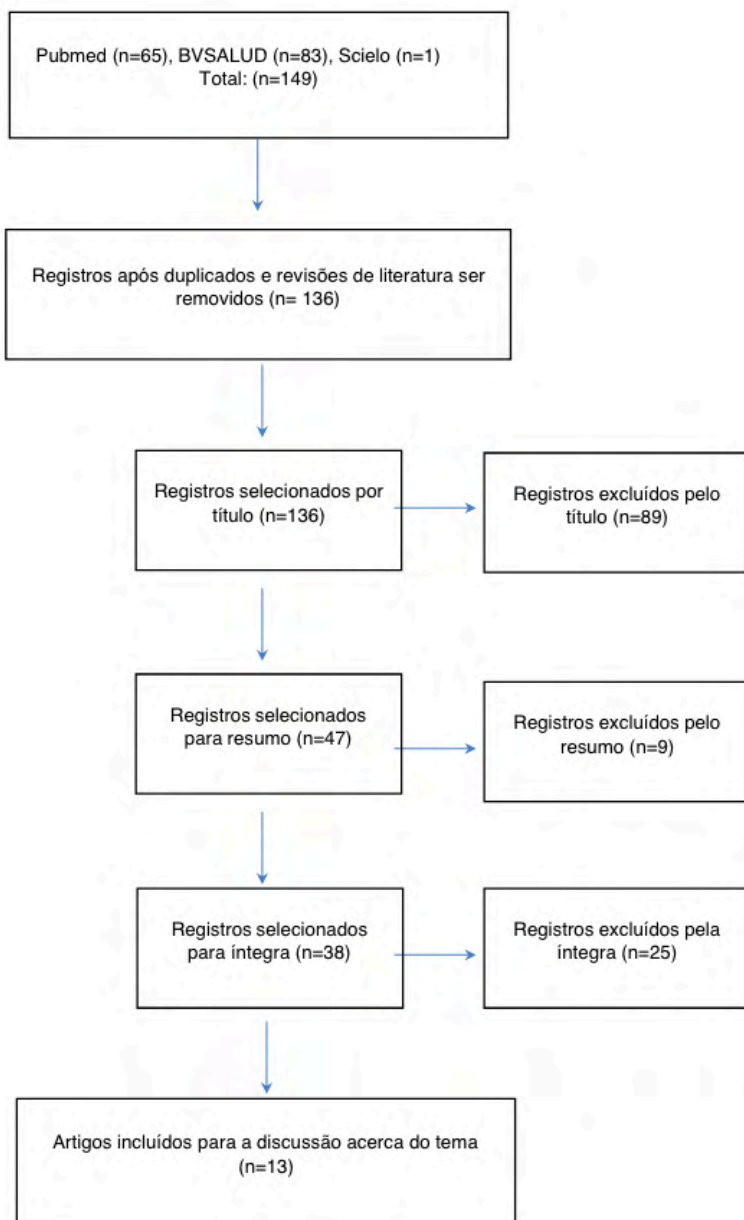 Pubmed (n=65), BVSALUD (n=83), Scielo (n=1)
Total: (n=149)
Registros após duplicados e revisões de literatura ser
removidos (n= 136)
Registros selecionados por
título (n=136)
Registros excluídos pelo
título (n=89)
Registros selecionados
para resumo (n=47)
Registros excluídos pelo
resumo (n=9)
Registros selecionados
para íntegra (n=38)
Registros excluídos pela
íntegra (n=25)
Artigos incluídos para a discussão acerca do tema
(n=13)